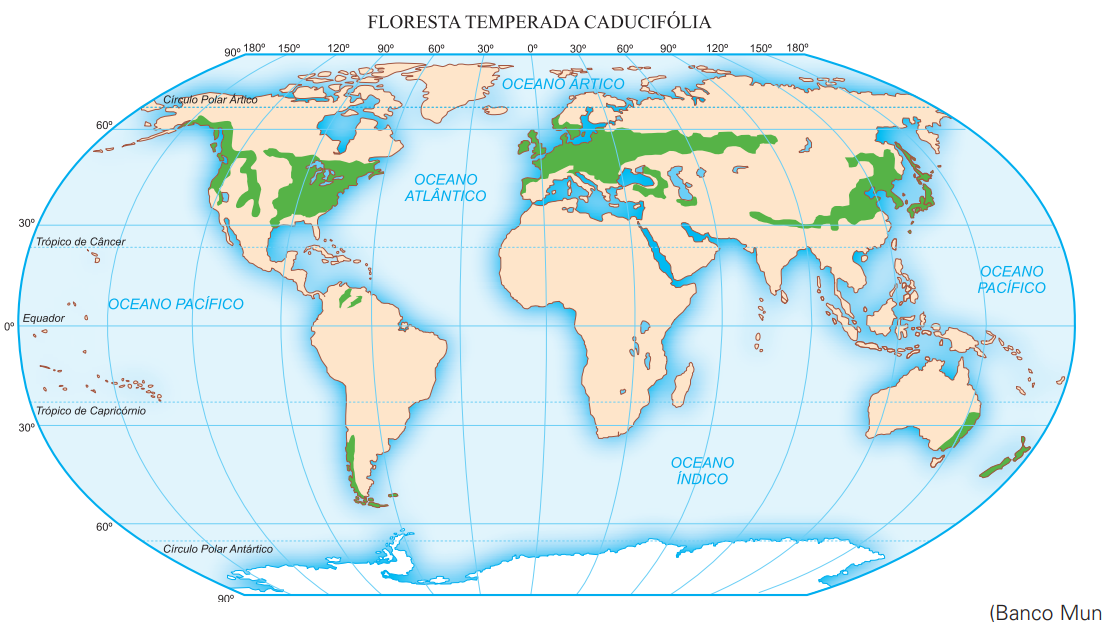 FLORESTA TEMPERADA CADUCIFÓLIA
90º 180º 150º 120º 90º 60º 30º 0º 30º 60º 90º 120º 150º 180º
OCEANO ÁRTICO
Círculo Polar Ártico
60º
OCEANO
ATLÂNTICO
30º
Trópico de Câncer
OCEANO
PACÍFICO
OCEANO PACÍFICO
Equador
0º
Trópico de Capricórnio
30º
OCEANO
ÍNDICO
60º
Círculo Polar Antártico
90º
(Banco Mun